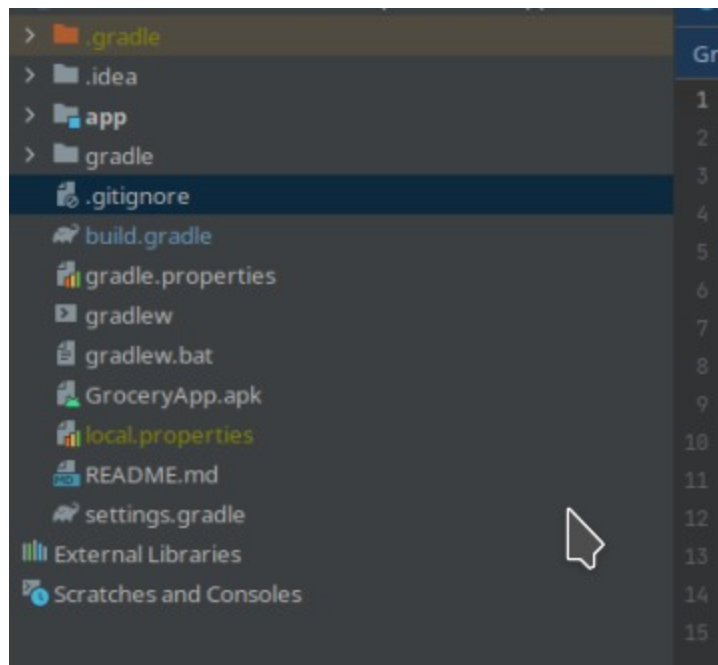 .gradle
.idea
app
gradle
.gitignore
build.gradle
gradle.properties
gradlew
gradlew.bat
GroceryApp.apk
local.properties
MD README.md
settings.gradle
External Libraries
Scratches and Consoles
Gr
1
2
3
4
5
6
7
8
9
10
11
12
13
14
15